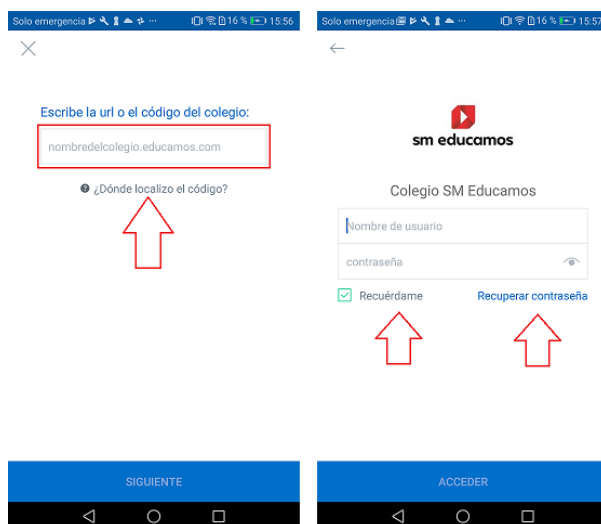 Solo emergencia 16 % 15:56
Escribe la url o el código del colegio:
nombredelcolegio.educamos.com
¿Dónde localizo el código?
SIGUIENTE
Solo emergencia 16 % 15:57
sm educamos
Colegio SM Educamos
Nombre de usuario
contraseña
Recuérdame Recuperar contraseña
ACCEDER